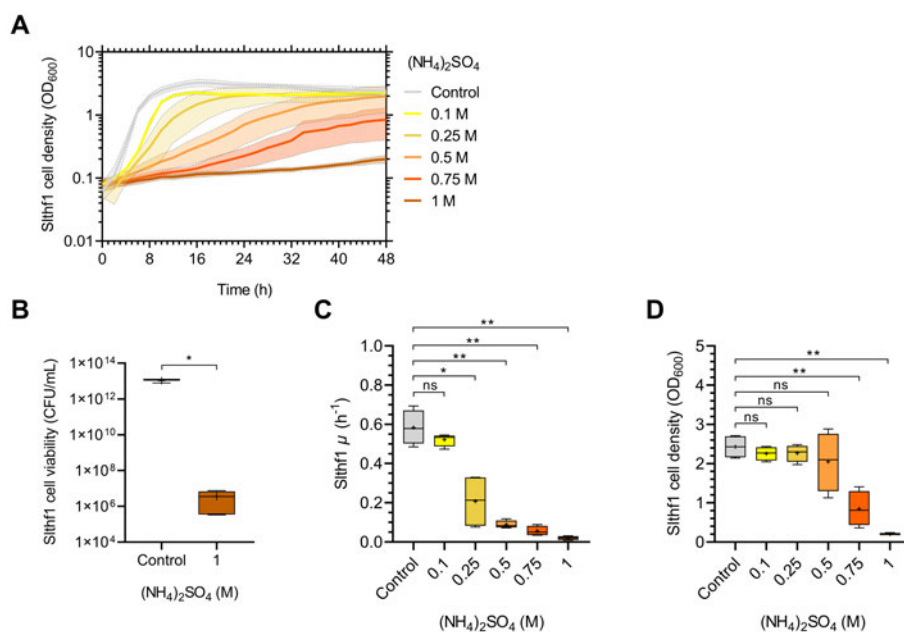 A
Slthf1 cell density (OD600)
10
1
0.1
0.01
0 8 16 24 32 40 48
Time (h)
(NH4)2SO4
Control
0.1 M
0.25 M
0.5 M
0.75 M
1 M
B
Slthf1 cell viability (CFU/mL)
1×10^14
1×10^12
1×10^10
1×10^8
1×10^6
1×10^4
*
Control 1
(NH4)2SO4 (M)
C
Slthf1 µ (h-1)
1.0
0.8
0.6
0.4
0.2
0.0
**
**
**
*
ns
Control 0.1 0.25 0.5 0.75 1
(NH4)2SO4 (M)
D
Slthf1 cell density (OD600)
5
4
3
2
1
0
**
**
ns
ns
ns
Control 0.1 0.25 0.5 0.75 1
(NH4)2SO4 (M)